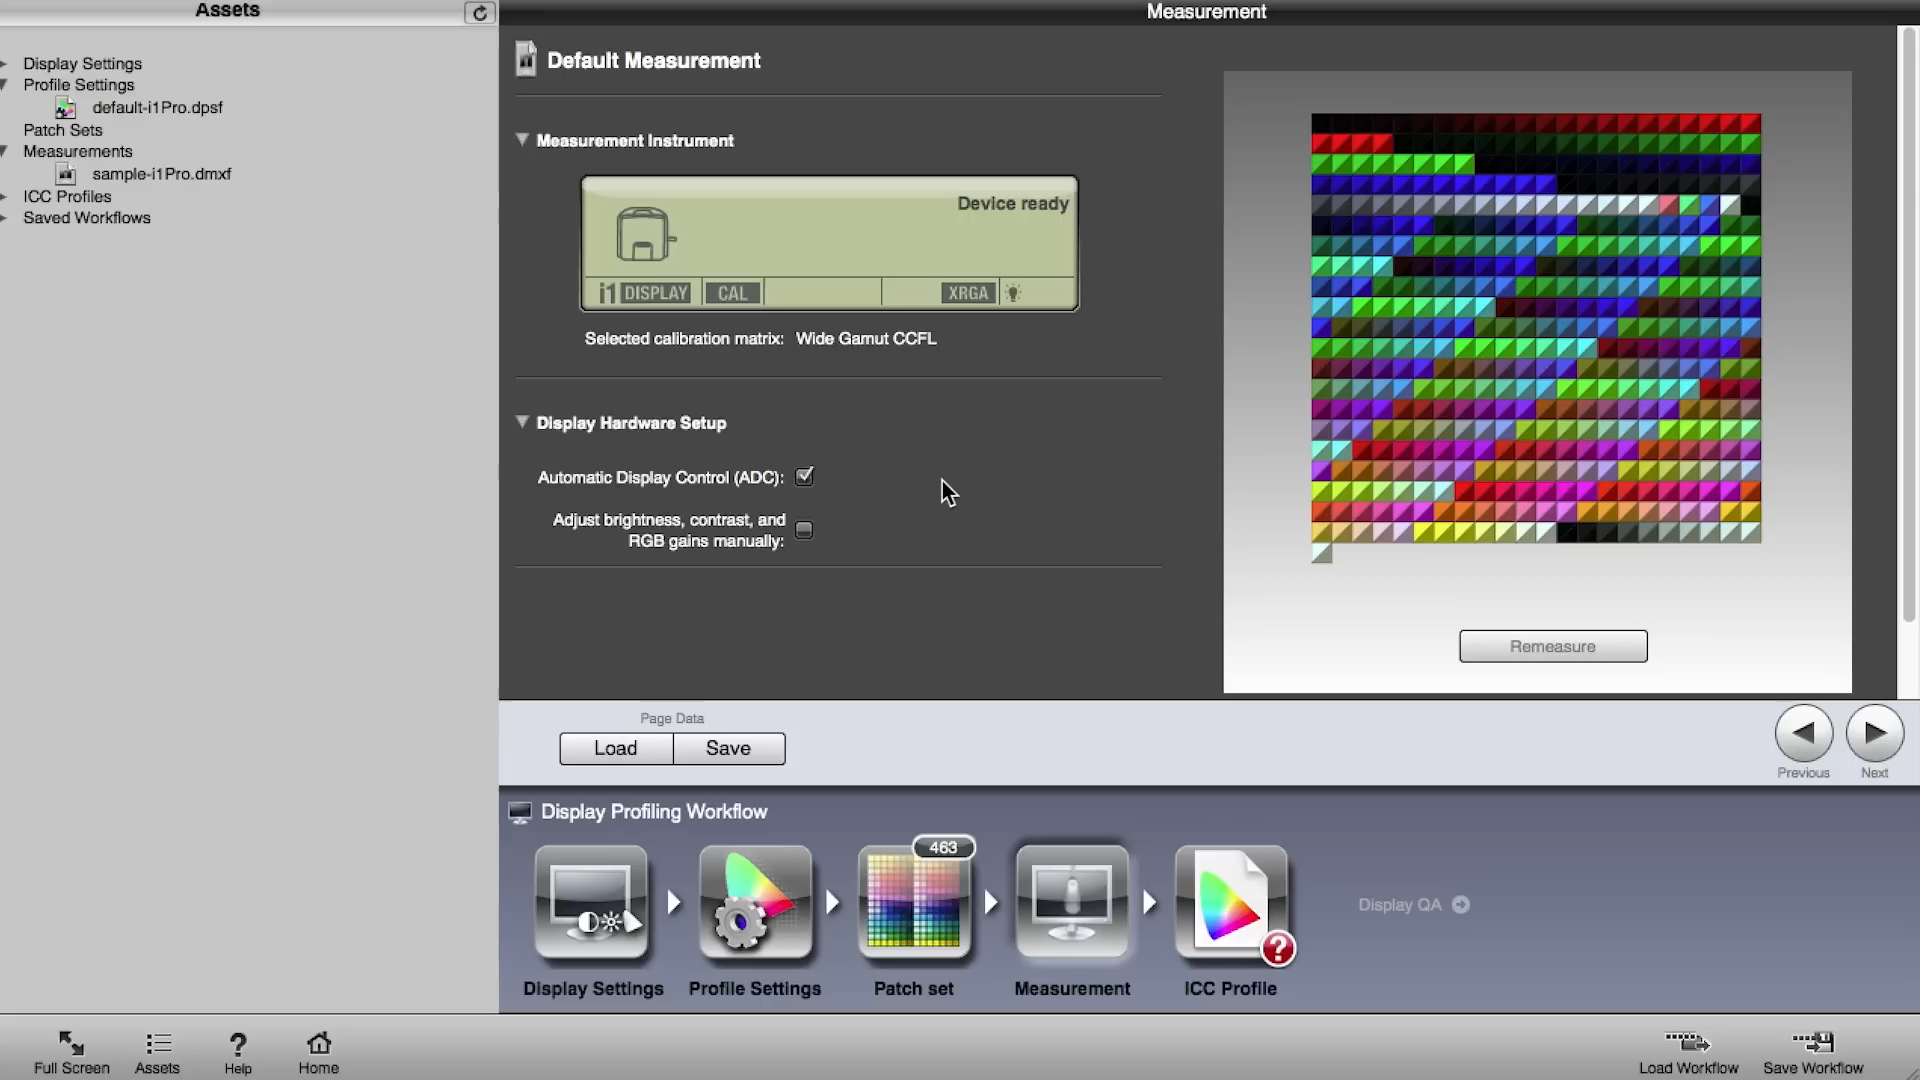 Assets
Measurement
Display Settings
Profile Settings
default-i1Pro.dpsf
Patch Sets
Measurements
sample-i1Pro.dmxf
ICC Profiles
Saved Workflows
Default Measurement
Measurement Instrument
Device ready
i1 DISPLAY CAL XRGA
Selected calibration matrix: Wide Gamut CCFL
Display Hardware Setup
Automatic Display Control (ADC):
Adjust brightness, contrast, and
RGB gains manually:
Remeasure
Page Data
Load Save
Previous Next
Display Profiling Workflow
463
Display QA
Display Settings Profile Settings Patch set Measurement ICC Profile
Full Screen Assets Help Home Load Workflow Save Workflow